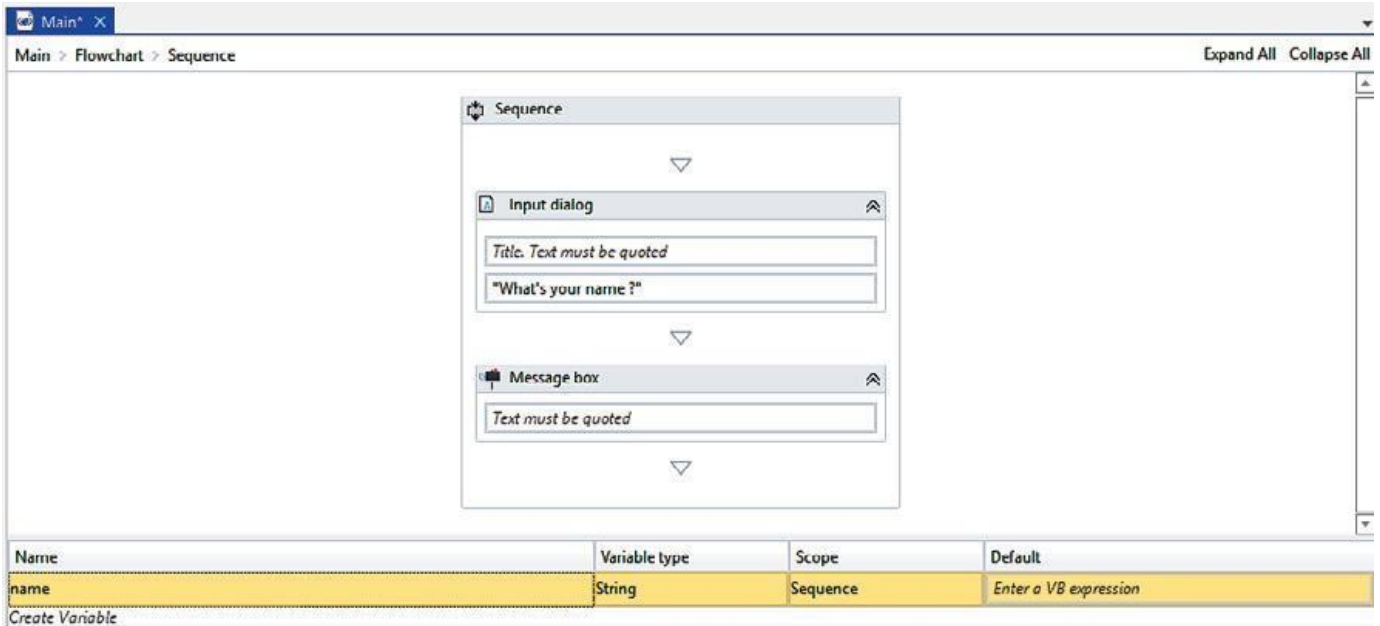 Main* X
Main > Flowchart > Sequence
Expand All Collapse All
Sequence
Input dialog
Title. Text must be quoted
"What's your name ?"
Message box
Text must be quoted
Name Variable type Scope Default
name String Sequence Enter a VB expression
Create Variable